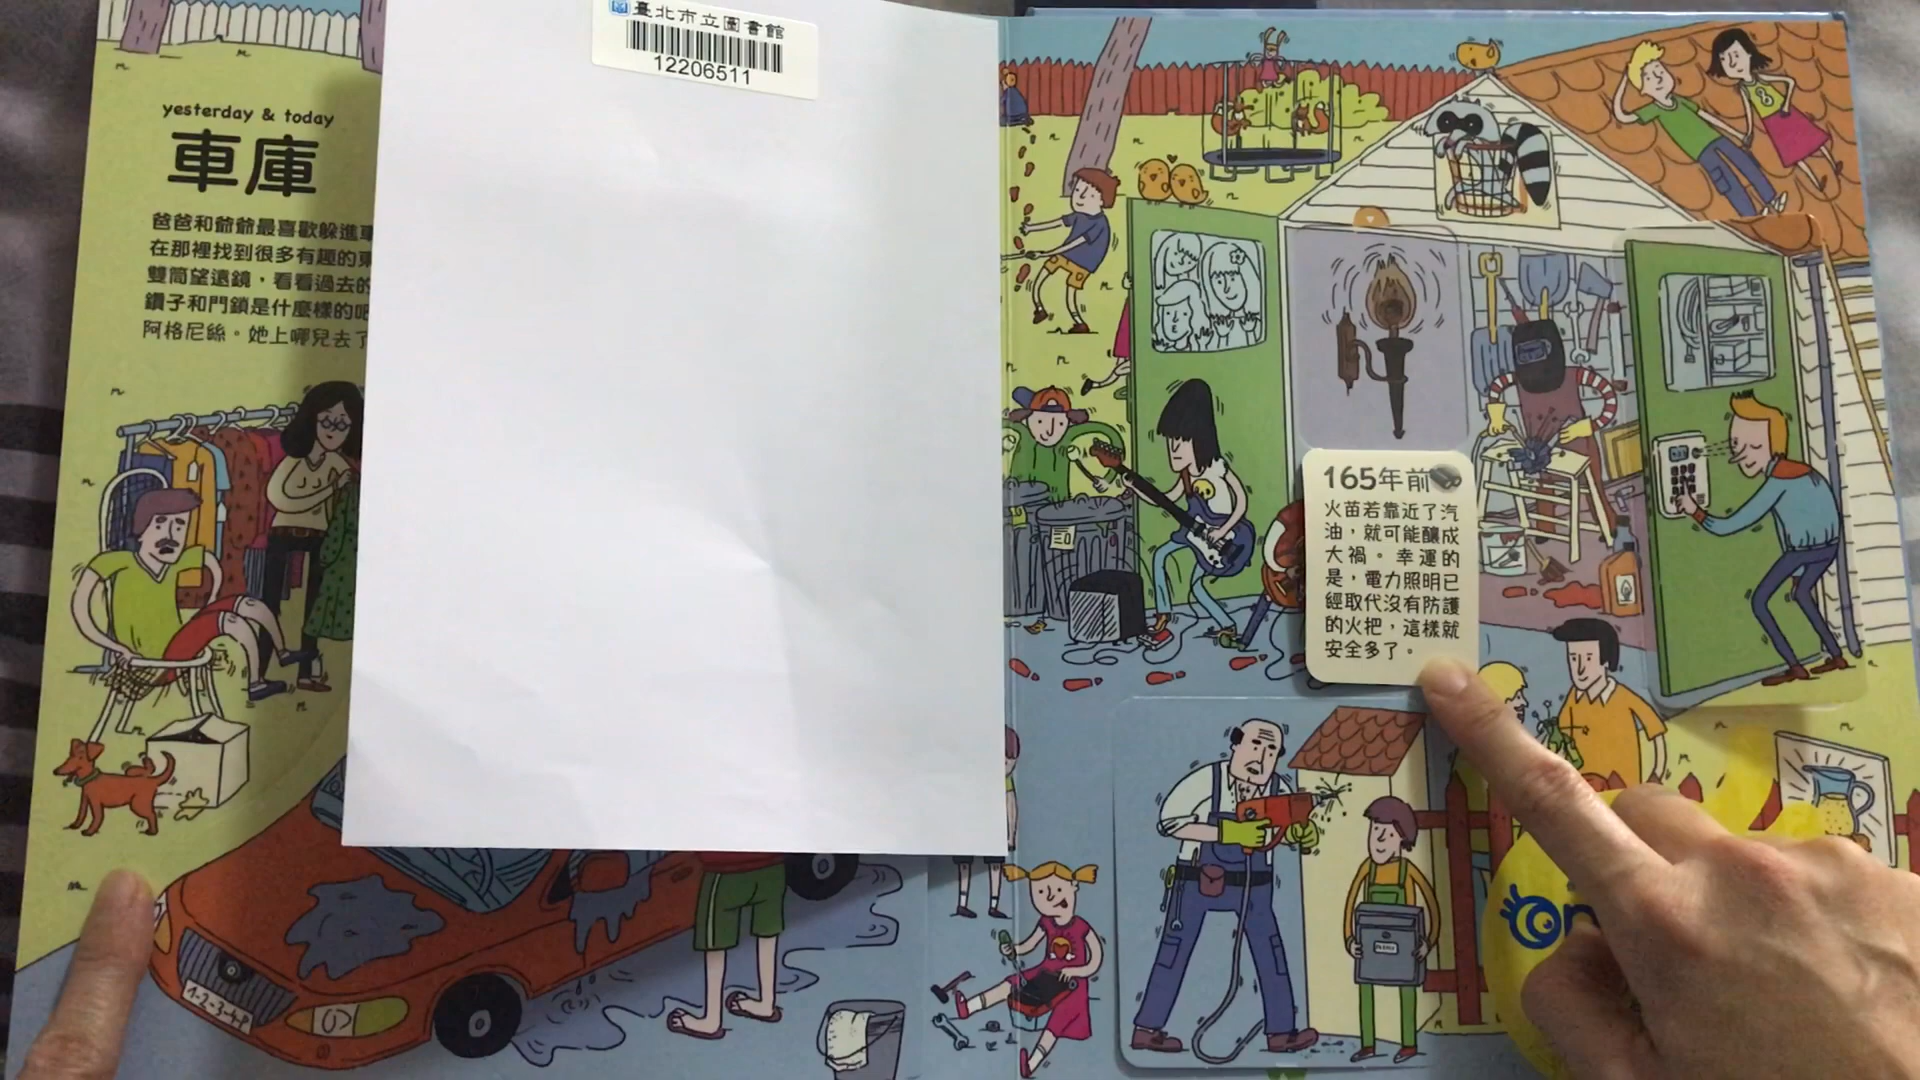 臺北市立圖書館
12206511
yesterday & today
車庫
爸爸和爺爺最喜歡躲進車
在那裡找到很多有趣的東
雙筒望遠鏡，看看過去的
鑽子和門鎖是什麼樣的吧
阿格尼絲。她上哪兒去了
165年前
火苗若靠近了汽
油，就可能釀成
大禍。幸運的
是，電力照明已
經取代沒有防護
的火把，這樣就
安全多了。
1-2-3-4-P